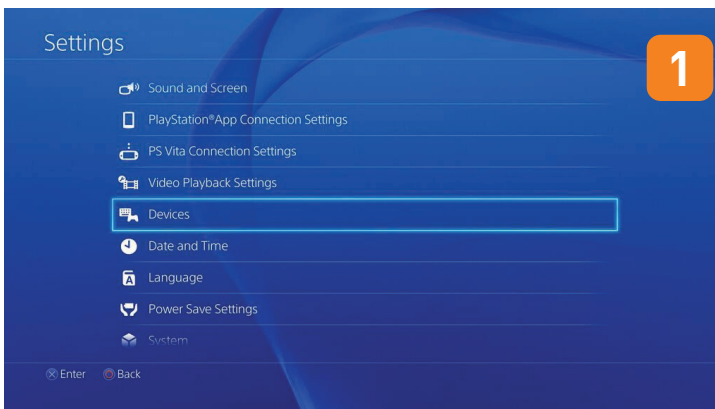 Settings
1
Sound and Screen
PlayStation®App Connection Settings
PS Vita Connection Settings
Video Playback Settings
Devices
Date and Time
A Language
Power Save Settings
System
Enter Back